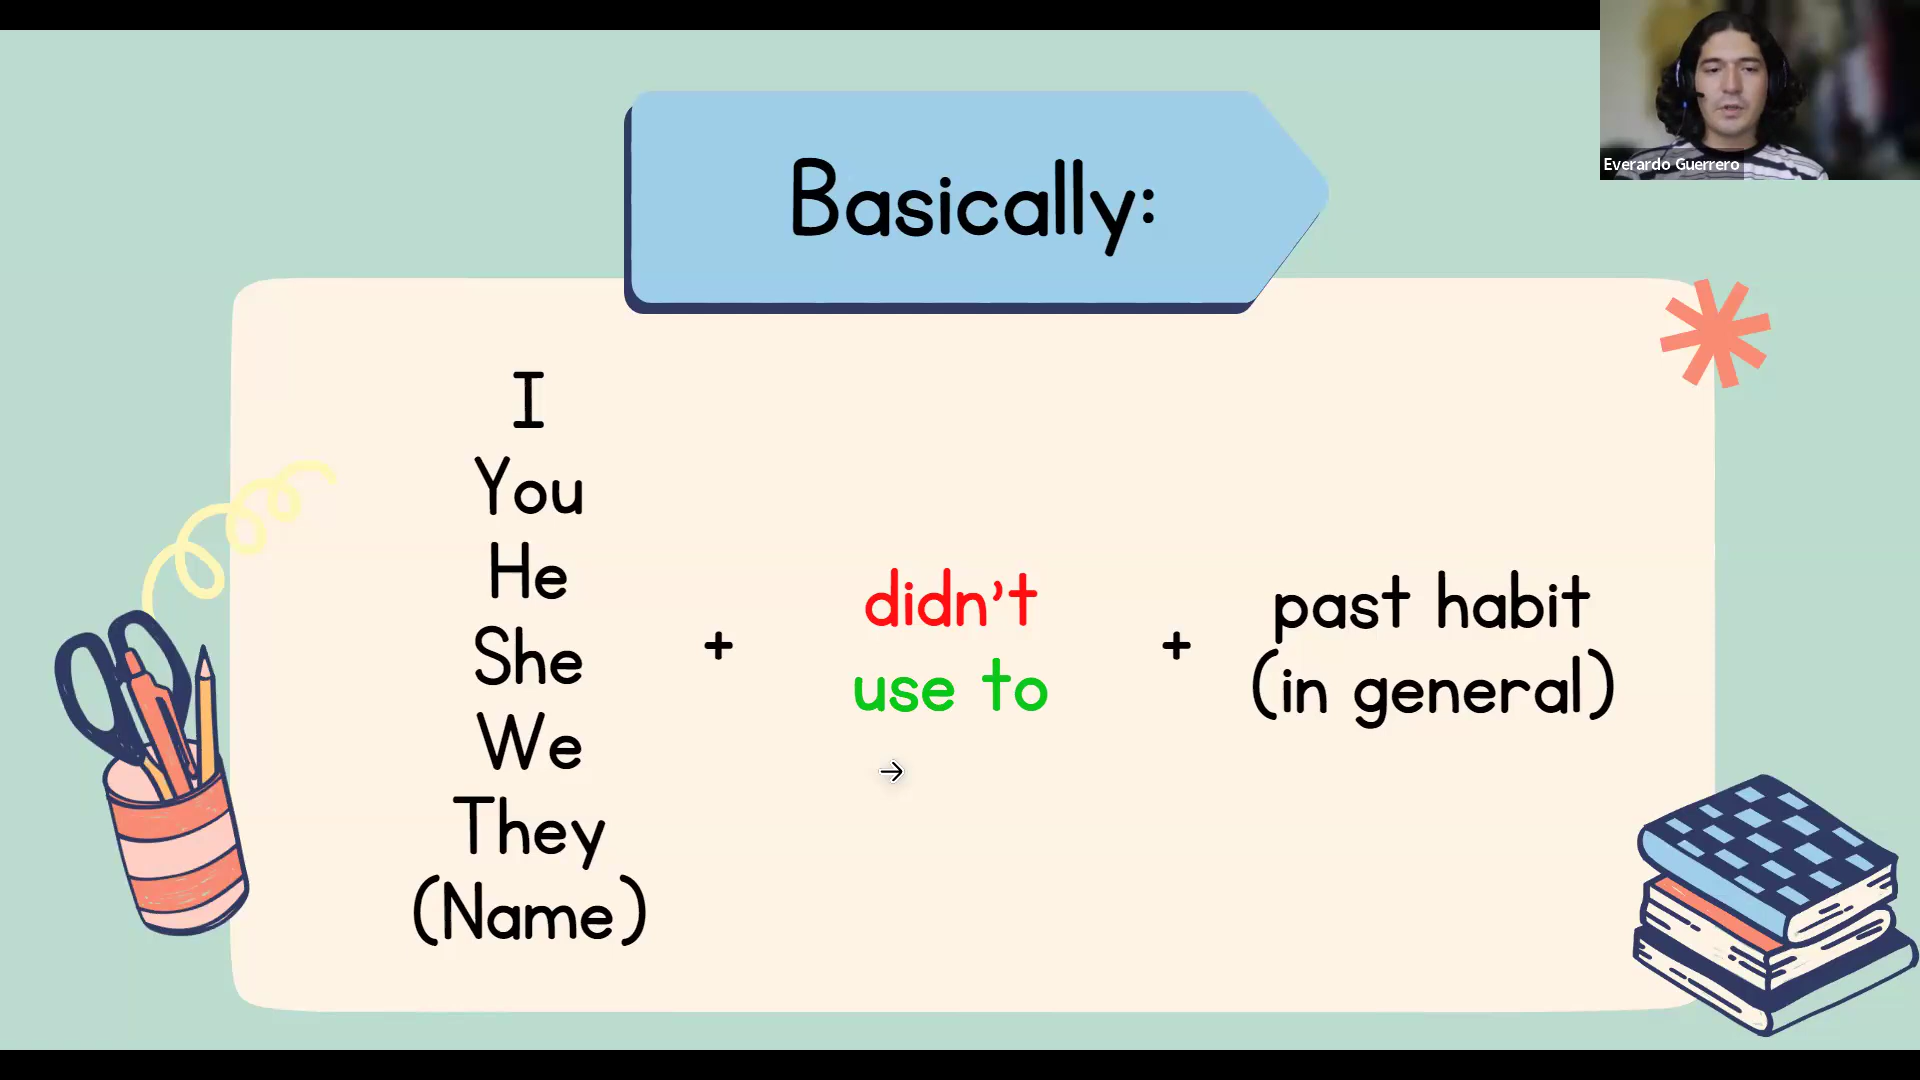 Everardo Guerrero
Basically:
I
You
He
She
We
They
(Name)
+
didn't
use to
+
past habit
(in general)